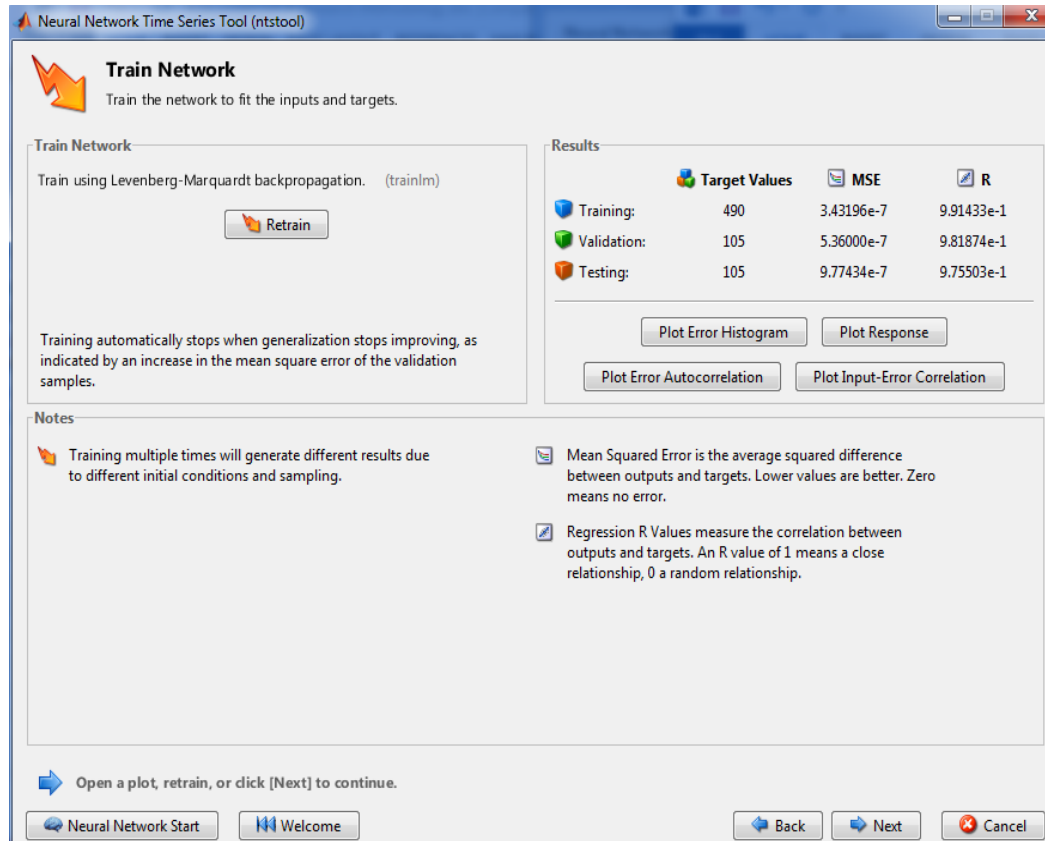 Neural Network Time Series Tool (ntstool)
Train Network
Train the network to fit the inputs and targets.
Train Network
Train using Levenberg-Marquardt backpropagation. (trainlm)
Retrain
Training automatically stops when generalization stops improving, as
indicated by an increase in the mean square error of the validation
samples.
Results
Target Values MSE R
Training: 490 3.43196e-7 9.91433e-1
Validation: 105 5.36000e-7 9.81874e-1
Testing: 105 9.77434e-7 9.75503e-1
Plot Error Histogram Plot Response
Plot Error Autocorrelation Plot Input-Error Correlation
Notes
Training multiple times will generate different results due
to different initial conditions and sampling.
Mean Squared Error is the average squared difference
between outputs and targets. Lower values are better. Zero
means no error.
Regression R Values measure the correlation between
outputs and targets. An R value of 1 means a close
relationship, 0 a random relationship.
Open a plot, retrain, or click [Next] to continue.
Neural Network Start Welcome Back Next Cancel